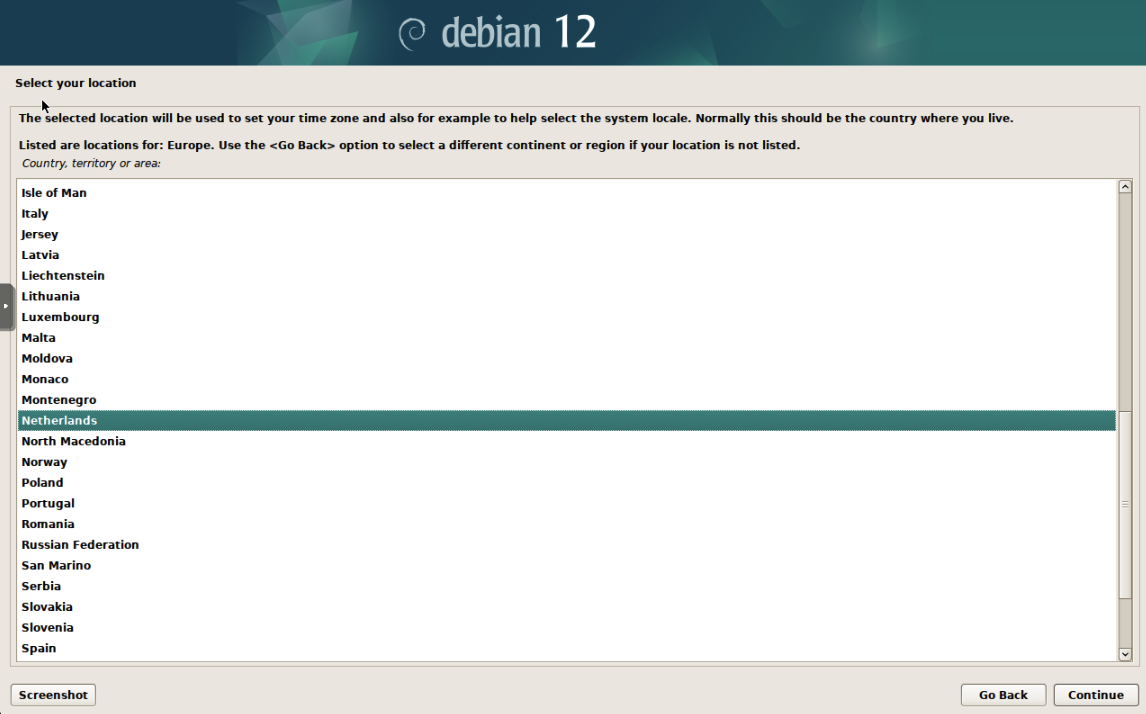 debian 12
Select your location
The selected location will be used to set your time zone and also for example to help select the system locale. Normally this should be the country where you live.
Listed are locations for: Europe. Use the <Go Back> option to select a different continent or region if your location is not listed.
Country, territory or area:
Isle of Man
Italy
Jersey
Latvia
Liechtenstein
Lithuania
Luxembourg
Malta
Moldova
Monaco
Montenegro
Netherlands
North Macedonia
Norway
Poland
Portugal
Romania
Russian Federation
San Marino
Serbia
Slovakia
Slovenia
Spain
Screenshot Go Back Continue